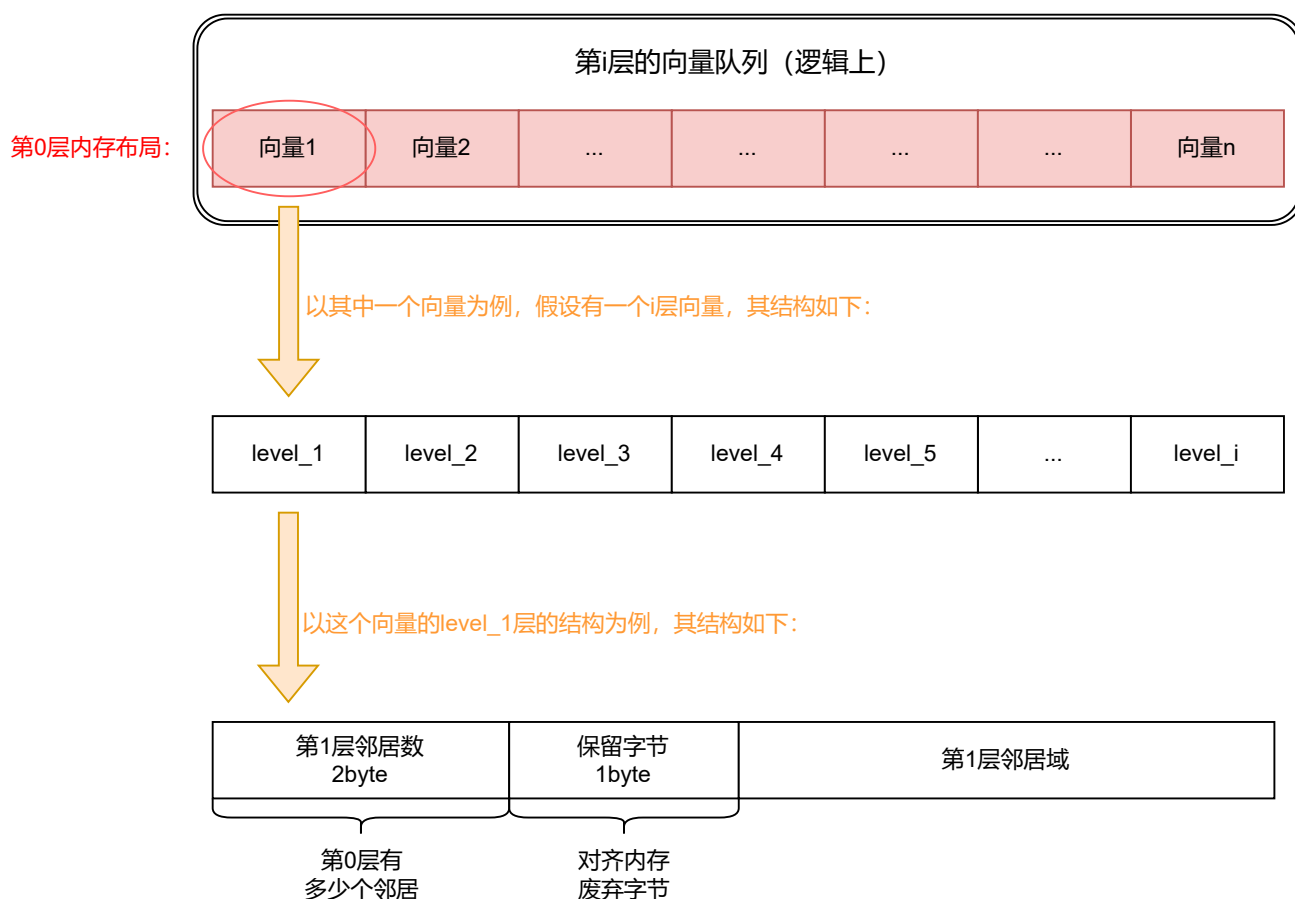 第i层的向量队列（逻辑上）
第0层内存布局：
向量1
向量2
...
...
...
...
向量n
以其中一个向量为例，假设有一个i层向量，其结构如下：
level_1
level_2
level_3
level_4
level_5
...
level_i
以这个向量的level_1层的结构为例，其结构如下：
第1层邻居数
2byte
保留字节
1byte
第1层邻居域
第0层有
多少个邻居
对齐内存
废弃字节